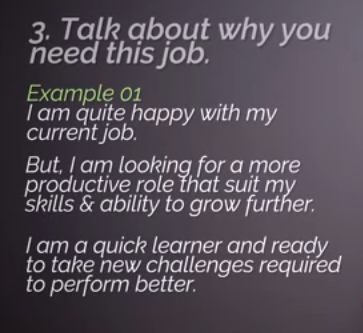 3. Talk about why you
need this job.
Example 01
I am quite happy with my
current job.
But, I am looking for a more
productive role that suit my
skills & ability to grow further.
I am a quick learner and ready
to take new challenges required
to perform better.